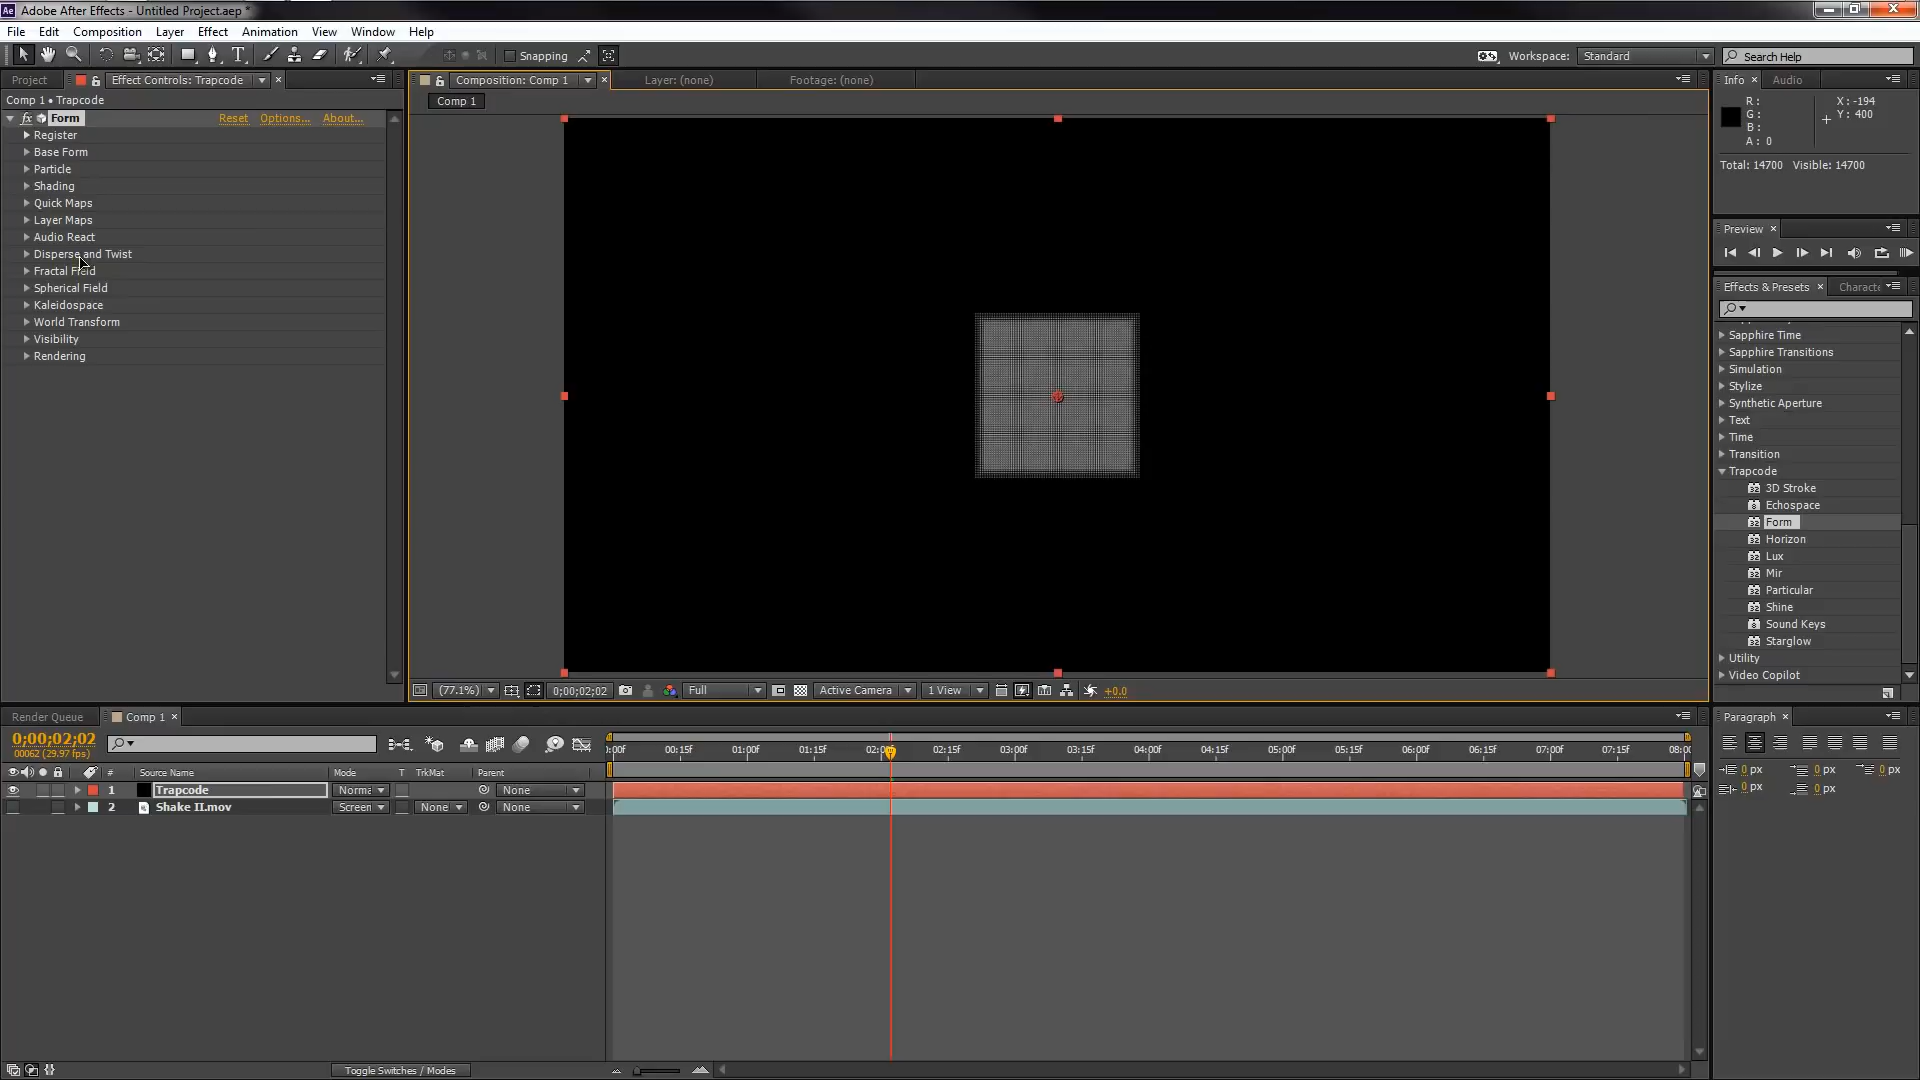 Ae Adobe After Effects - Untitled Project.aep *
File Edit Composition Layer Effect Animation View Window Help
Snapping
Workspace: Standard
Search Help
Project Effect Controls: Trapcode
Composition: Comp 1 Layer: (none) Footage: (none)
Info Audio
Comp 1 • Trapcode
Comp 1
fx Form Reset Options... About...
Register
Base Form
Particle
Shading
Quick Maps
Layer Maps
Audio React
Disperse and Twist
Fractal Field
Spherical Field
Kaleidospace
World Transform
Visibility
Rendering
R :
G :
B :
A : 0
X : -194
Y : 400
Total: 14700 Visible: 14700
Preview
Effects & Presets Characte
Sapphire Time
Sapphire Transitions
Simulation
Stylize
Synthetic Aperture
Text
Time
Transition
Trapcode
3D Stroke
Echospace
Form
Horizon
Lux
Mir
Particular
Shine
Sound Keys
Starglow
Utility
Video Copilot
(77.1%) 0;00;02;02 Full Active Camera 1 View +0.0
Render Queue Comp 1
Paragraph
0;00;02;02
00062 (29.97 fps)
:00f 00:15f 01:00f 01:15f 02:00f 02:15f 03:00f 03:15f 04:00f 04:15f 05:00f 05:15f 06:00f 06:15f 07:00f 07:15f 08:00
# Source Name Mode T TrkMat Parent
1 Trapcode Norma None
2 Shake II.mov Screen None None
0 px 0 px 0 px
0 px 0 px
Toggle Switches / Modes